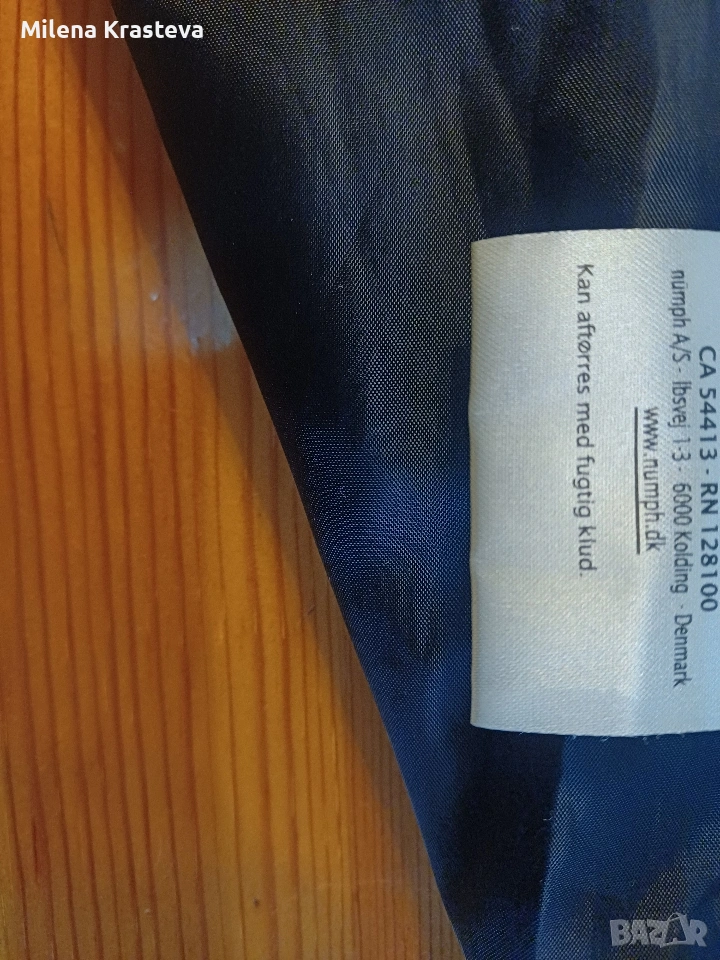 Milena Krasteva
CA 54413 - RN 128100
nümph A/S - Ibsvej 1-3 - 6000 Kolding - Denmark
www.numph.dk
Kan aftørres med fugtig klud.
BAZAR